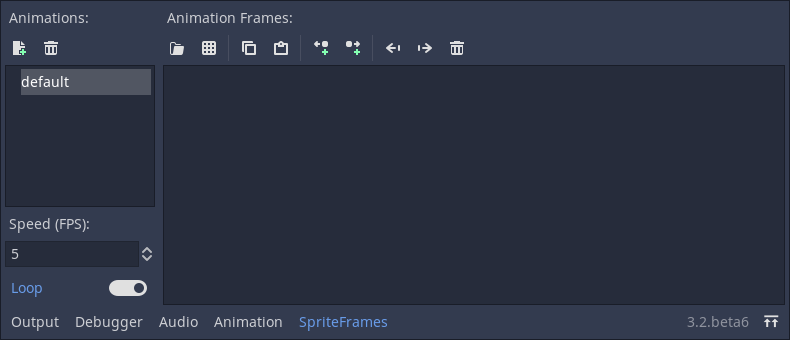 Animations:
Animation Frames:
default
Speed (FPS):
5
Loop
Output Debugger Audio Animation SpriteFrames 3.2.beta6